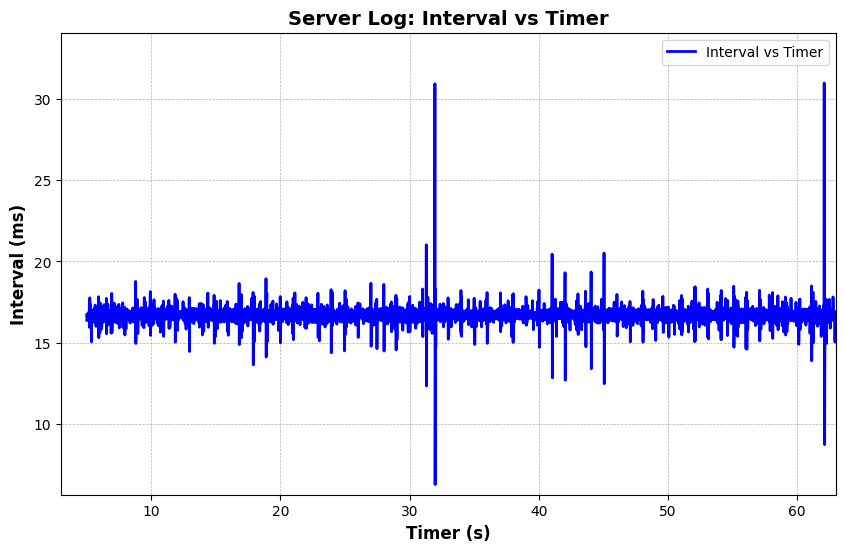 Server Log: Interval vs Timer
Interval vs Timer
30
25
20
15
10
Interval (ms)
10 20 30 40 50 60
Timer (s)